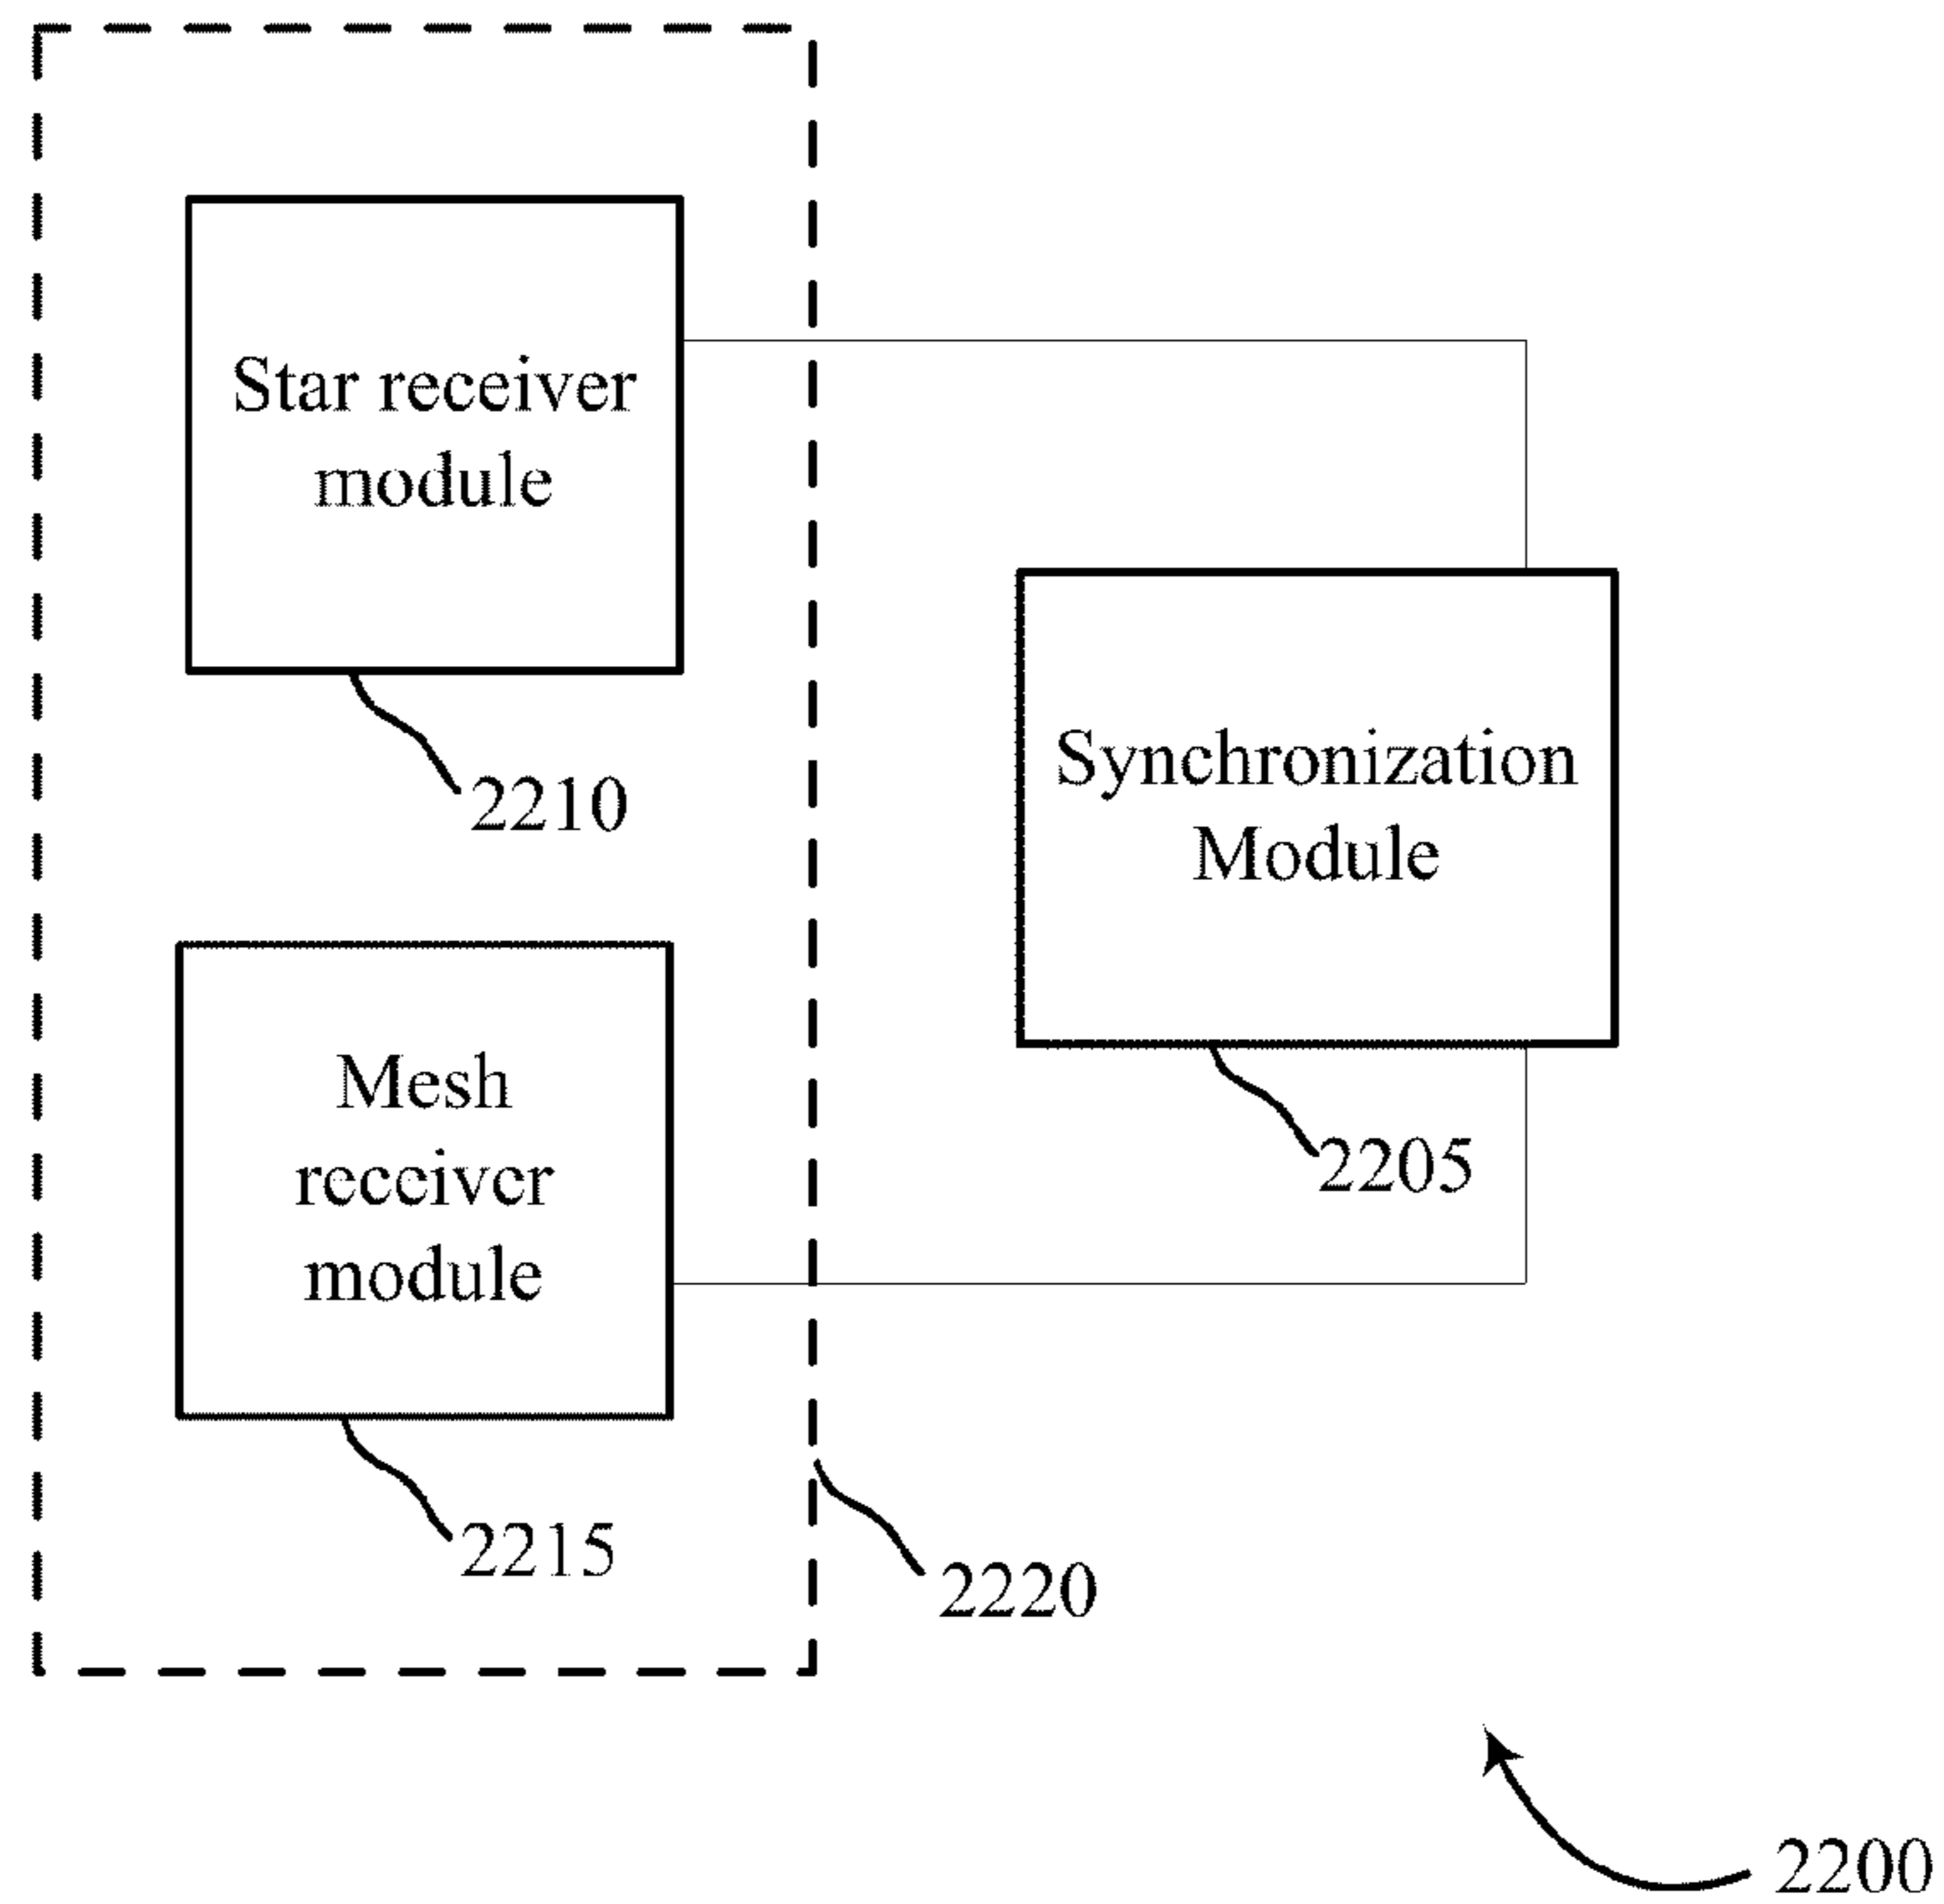 Star receiver
module
2210
Synchronization
Module
2205
Mesh
receiver
module
2215
2220
2200